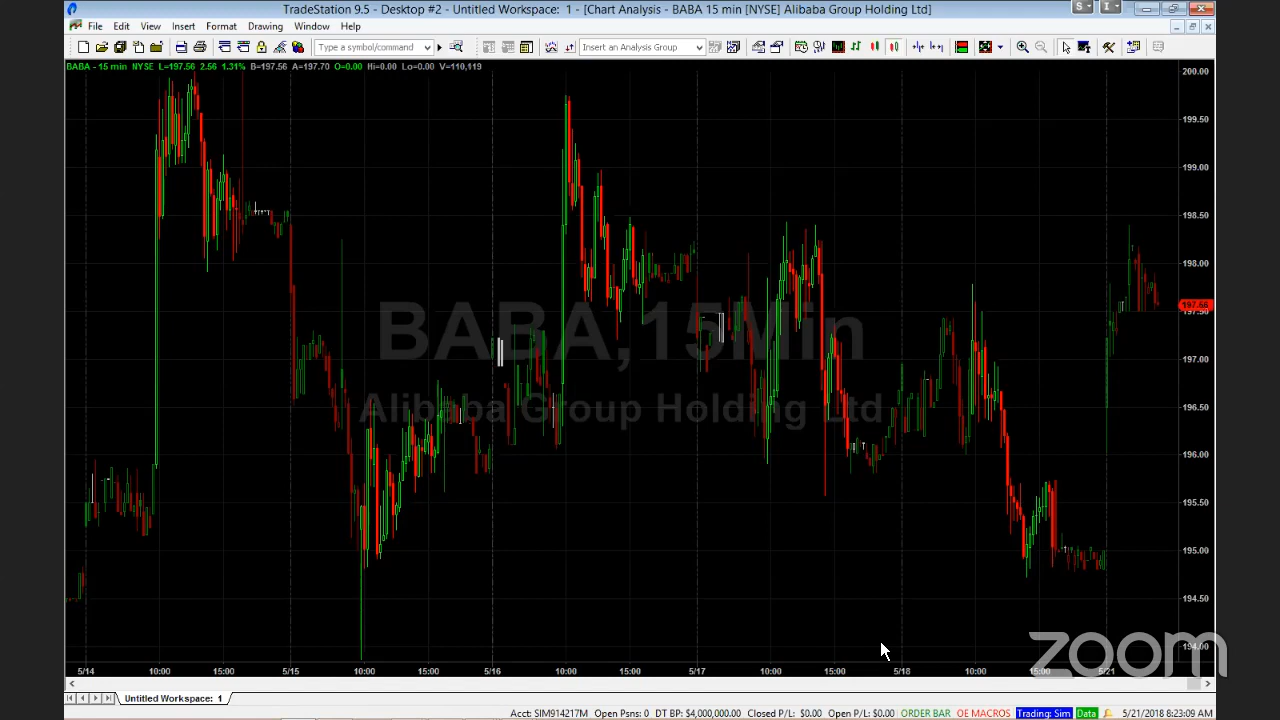 TradeStation 9.5 - Desktop #2 - Untitled Workspace: 1 - [Chart Analysis - BABA 15 min [NYSE] Alibaba Group Holding Ltd]
S
I
File Edit View Insert Format Drawing Window Help
Type a symbol/command
Insert an Analysis Group
BABA - 15 min NYSE L=197.56 2.56 1.31% B=197.56 A=197.70 O=0.00 Hi=0.00 Lo=0.00 V=110,119
200.00
199.50
199.00
198.50
198.00
197.56
197.50
197.00
196.50
196.00
195.50
195.00
194.50
194.00
BABA,15Min
Alibaba Group Holding Ltd
zoom
5/14 10:00 15:00 5/15 10:00 15:00 5/16 10:00 15:00 5/17 10:00 15:00 5/18 10:00 15:00 5/21
Untitled Workspace: 1
Acct: SIM914217M Open Psns: 0 DT BP: $4,000,000.00 Closed P/L: $0.00 Open P/L: $0.00 ORDER BAR OE MACROS Trading: Sim Data 5/21/2018 8:23:09 AM